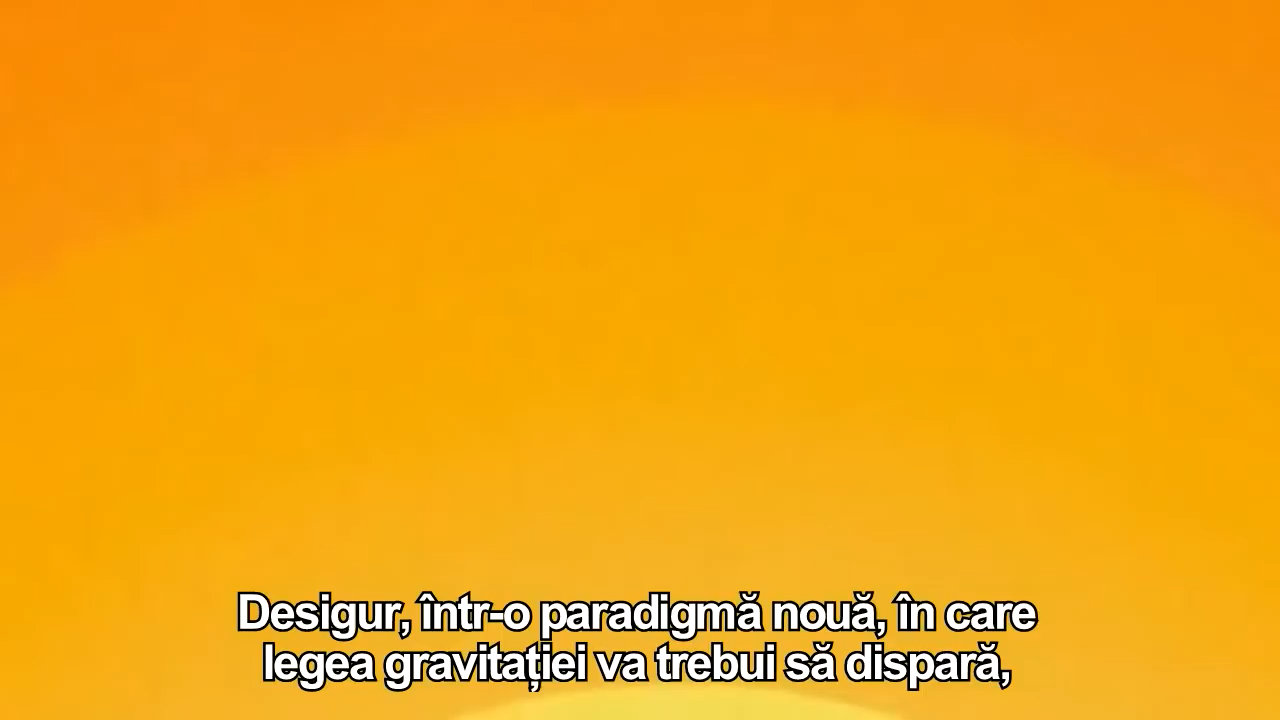 Desigur, într-o paradigmă nouă, în care
legea gravitației va trebui să dispară,